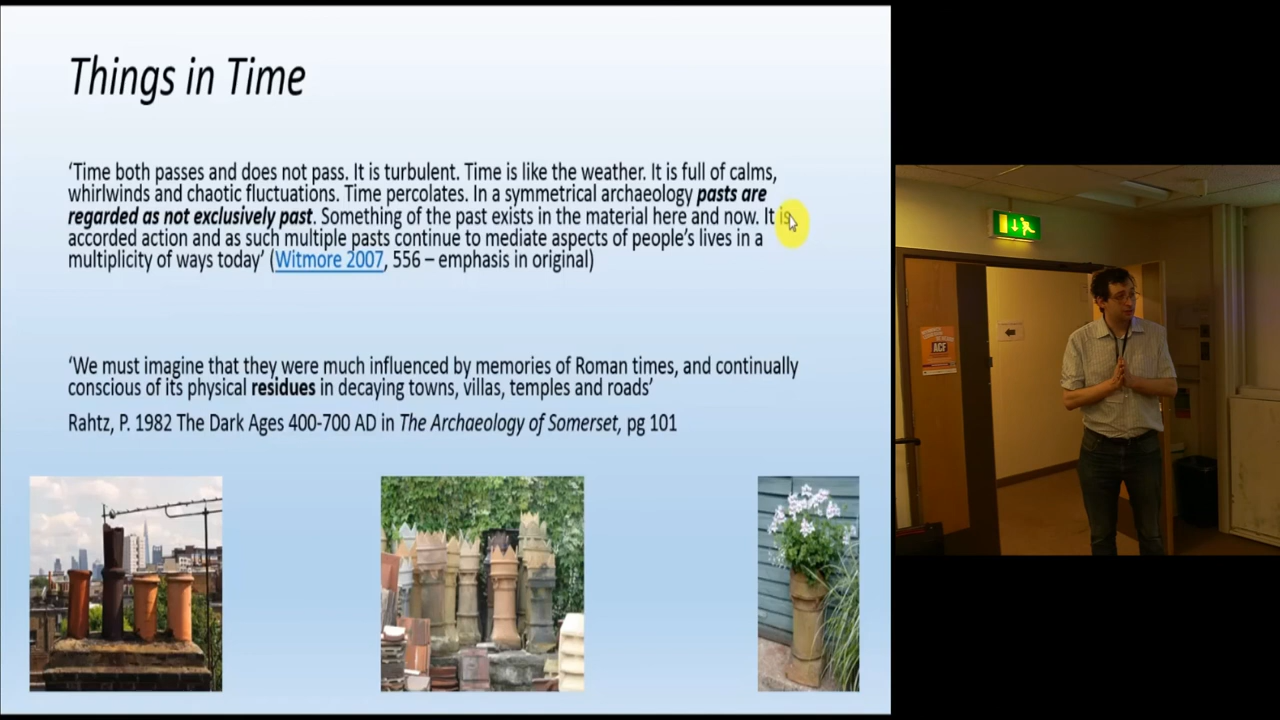 Things in Time
‘Time both passes and does not pass. It is turbulent. Time is like the weather. It is full of calms,
whirlwinds and chaotic fluctuations. Time percolates. In a symmetrical archaeology pasts are
regarded as not exclusively past. Something of the past exists in the material here and now. It is
accorded action and as such multiple pasts continue to mediate aspects of people’s lives in a
multiplicity of ways today’ (Witmore 2007, 556 – emphasis in original)
‘We must imagine that they were much influenced by memories of Roman times, and continually
conscious of its physical residues in decaying towns, villas, temples and roads’
Rahtz, P. 1982 The Dark Ages 400-700 AD in The Archaeology of Somerset, pg 101
ACF